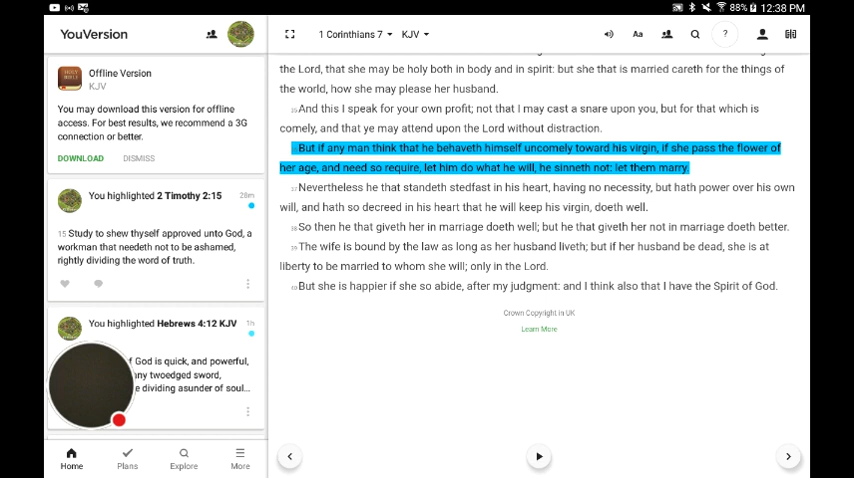 88% 12:38 PM
YouVersion
1 Corinthians 7 KJV
Aa
?
Offline Version
KJV
You may download this version for offline
access. For best results, we recommend a 3G
connection or better.
DOWNLOAD DISMISS
You highlighted 2 Timothy 2:15 28m
15 Study to shew thyself approved unto God, a
workman that needeth not to be ashamed,
rightly dividing the word of truth.
You highlighted Hebrews 4:12 KJV 1h
f God is quick, and powerful,
ny twoedged sword,
e dividing asunder of soul...
Home Plans Explore More
the Lord, that she may be holy both in body and in spirit: but she that is married careth for the things of
the world, how she may please her husband.
35 And this I speak for your own profit; not that I may cast a snare upon you, but for that which is
comely, and that ye may attend upon the Lord without distraction.
But if any man think that he behaveth himself uncomely toward his virgin, if she pass the flower of
her age, and need so require, let him do what he will, he sinneth not: let them marry.
37 Nevertheless he that standeth stedfast in his heart, having no necessity, but hath power over his own
will, and hath so decreed in his heart that he will keep his virgin, doeth well.
38 So then he that giveth her in marriage doeth well; but he that giveth her not in marriage doeth better.
39 The wife is bound by the law as long as her husband liveth; but if her husband be dead, she is at
liberty to be married to whom she will; only in the Lord.
40 But she is happier if she so abide, after my judgment: and I think also that I have the Spirit of God.
Crown Copyright in UK
Learn More